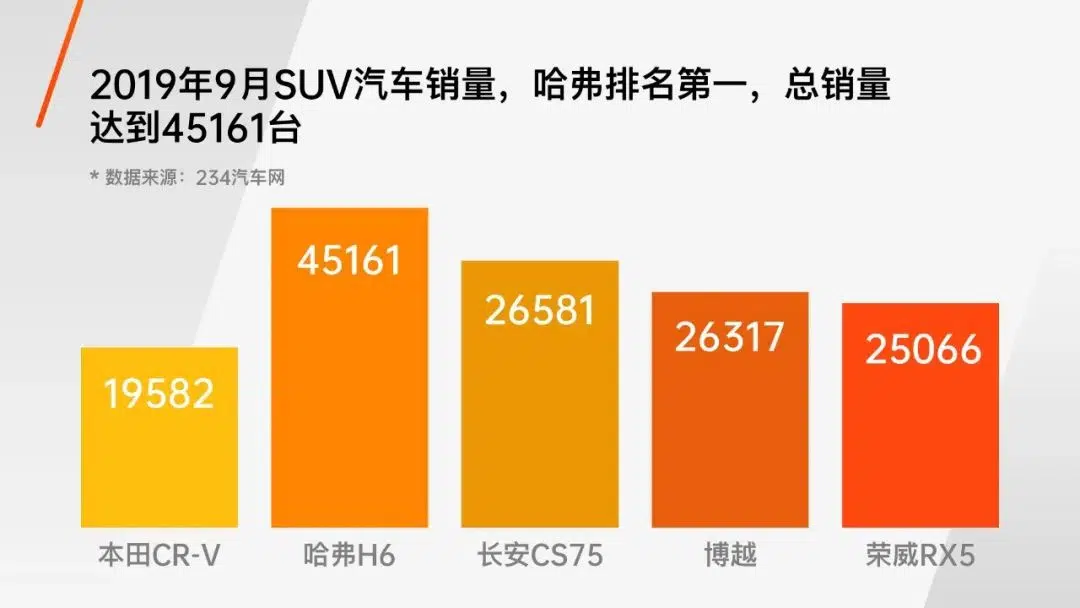 2019年9月SUV汽车销量，哈弗排名第一，总销量
达到45161台
* 数据来源：234汽车网
19582
45161
26581
26317
25066
本田CR-V
哈弗H6
长安CS75
博越
荣威RX5